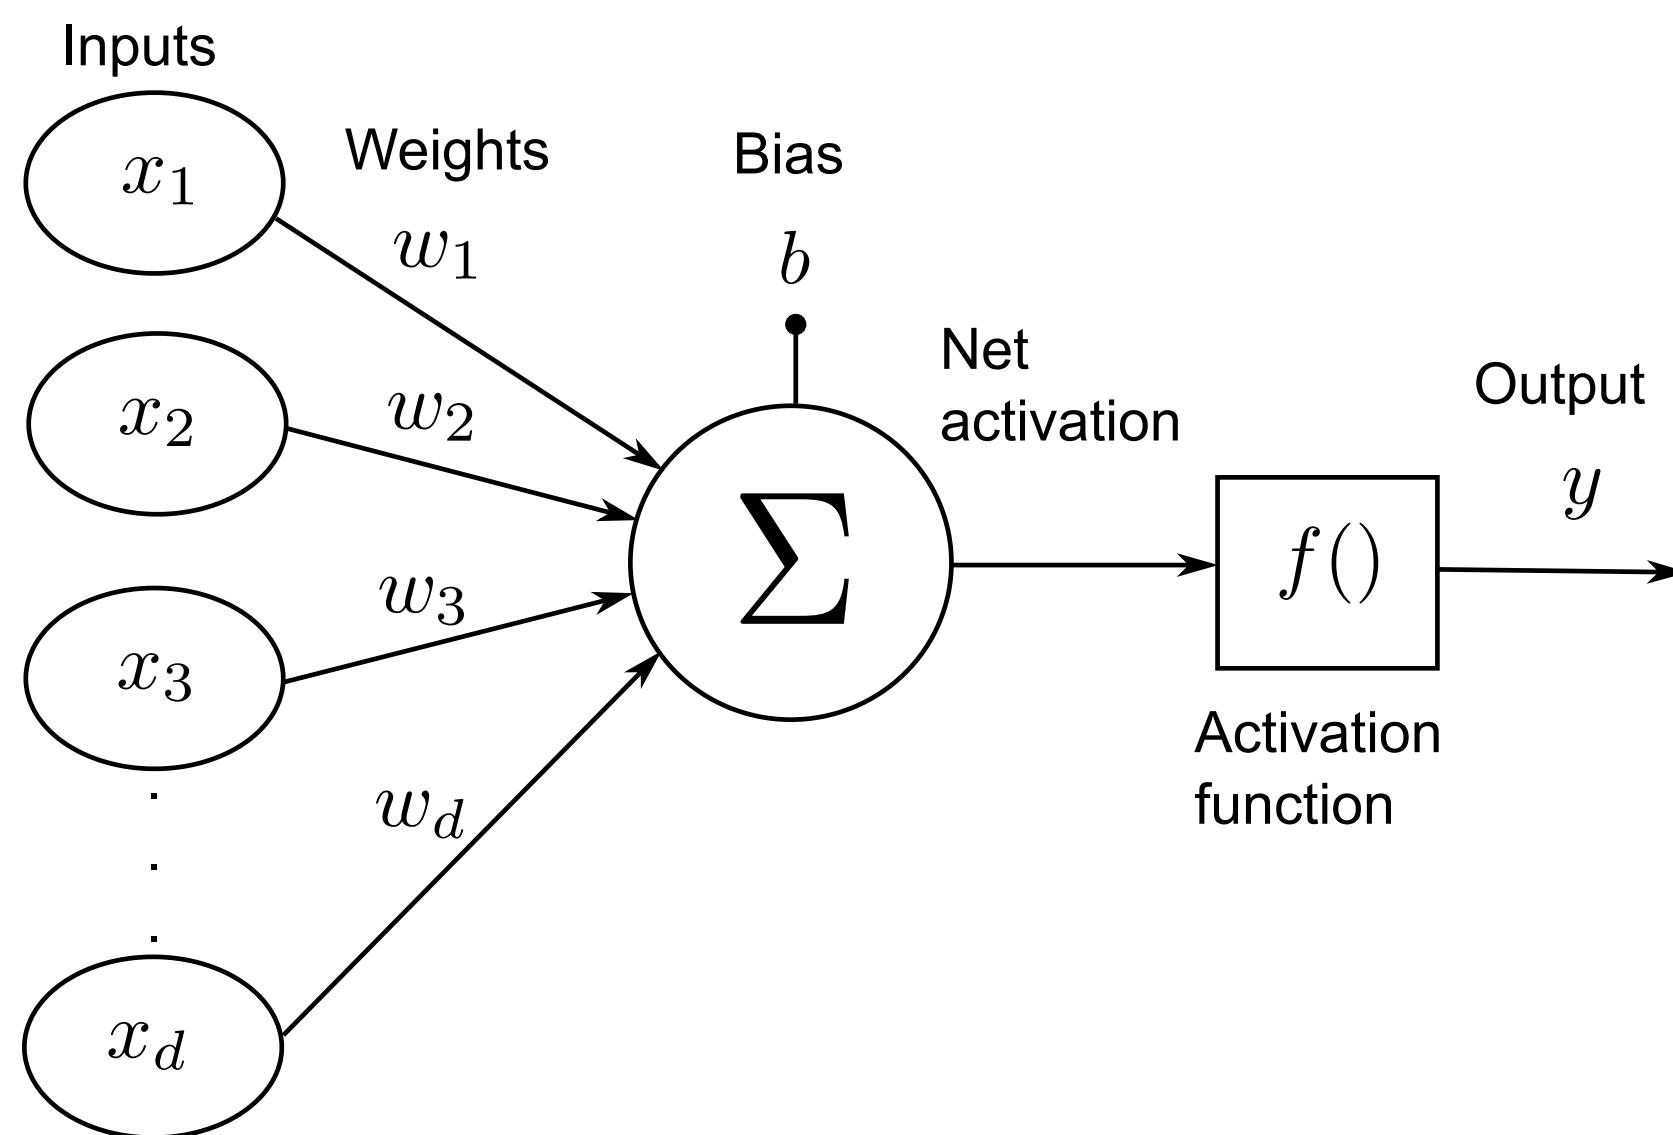 Inputs
x1
Weights
w1
Bias
b
x2
w2
Net
activation
Output
y
x3
w3
Σ
f()
Activation
function
wd
.
.
.
xd